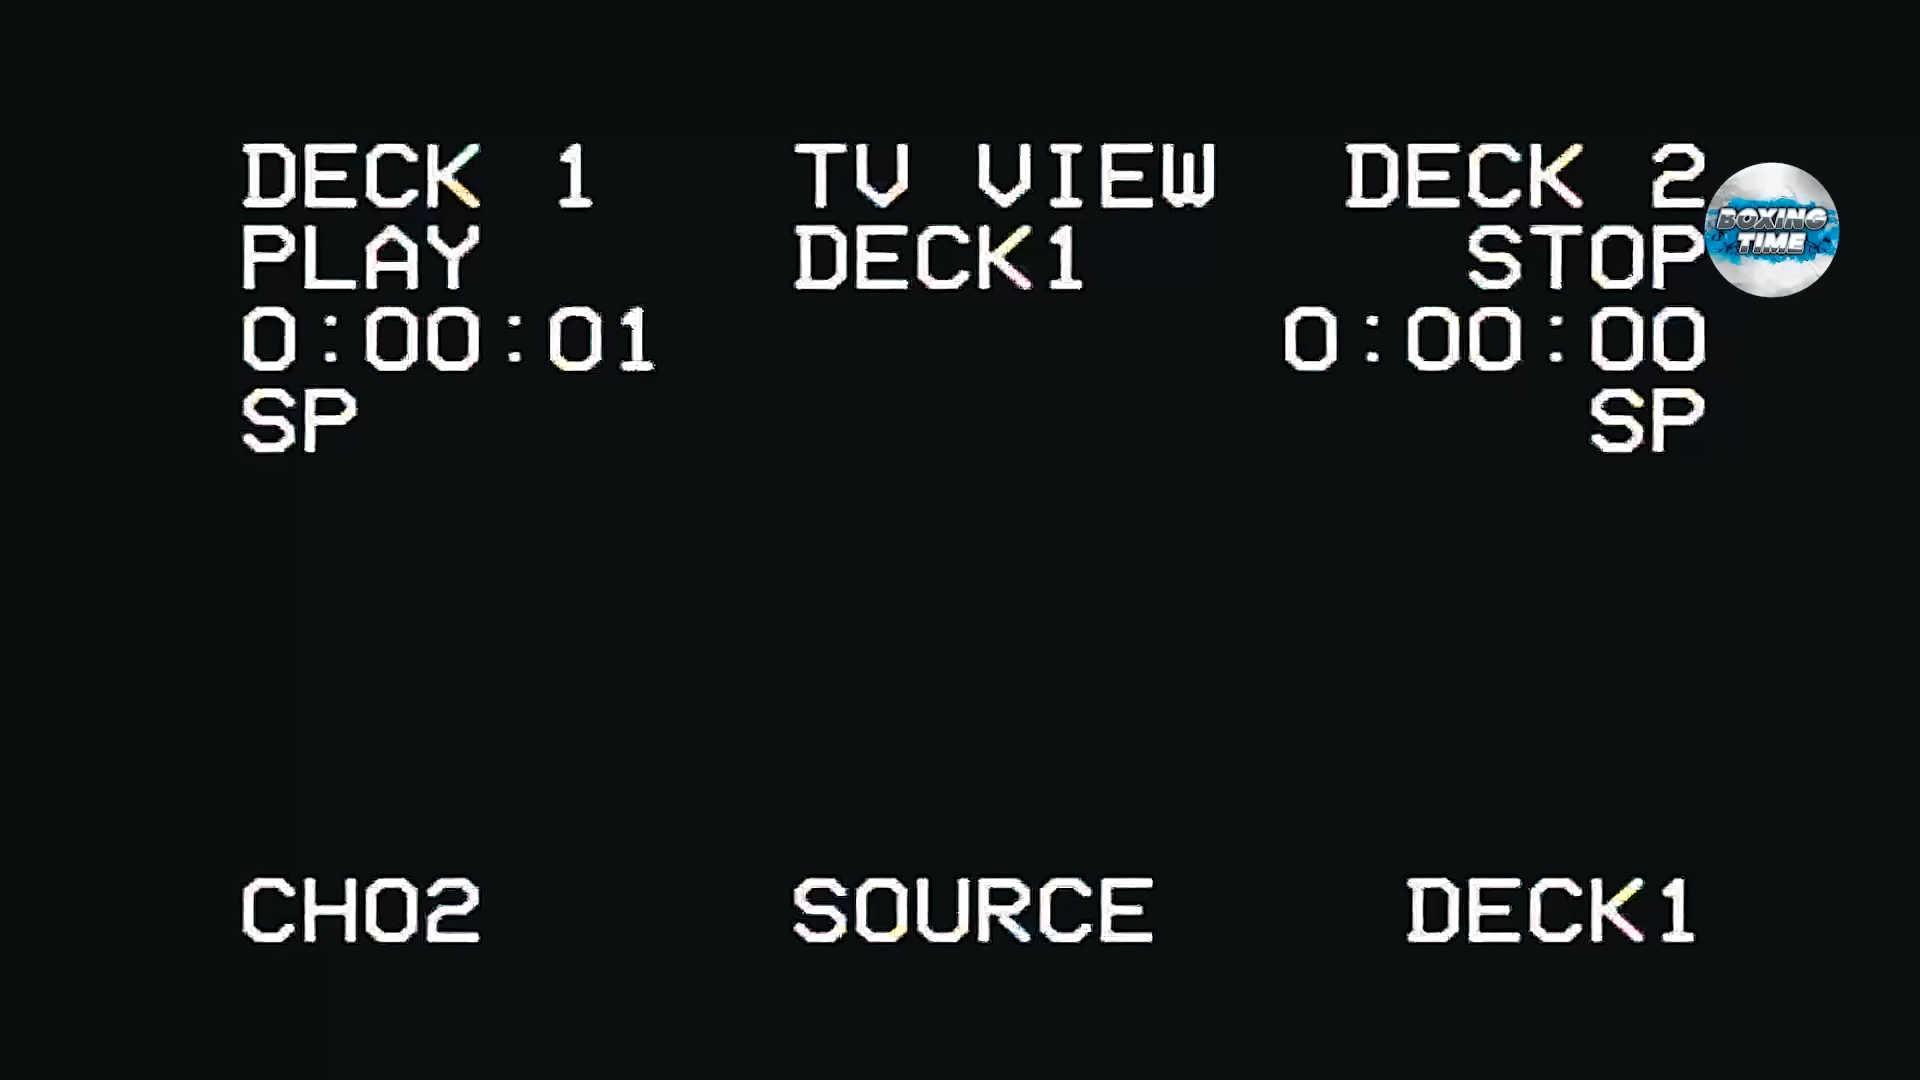 DECK 1 TV VIEW DECK 2
PLAY DECK1 STOP
0:00:01 0:00:00
SP SP
BOXING
TIME
CH02 SOURCE DECK1